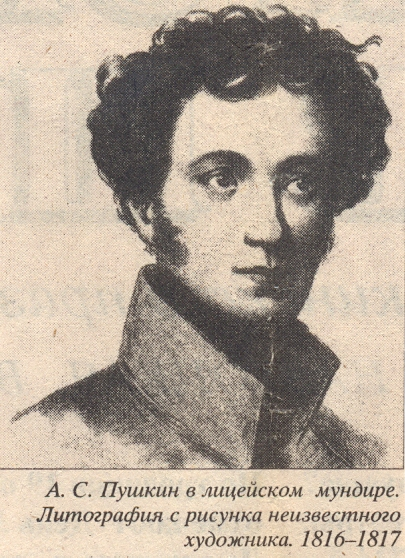 А. С. Пушкин в лицейском мундире.
Литография с рисунка неизвестного
художника. 1816–1817